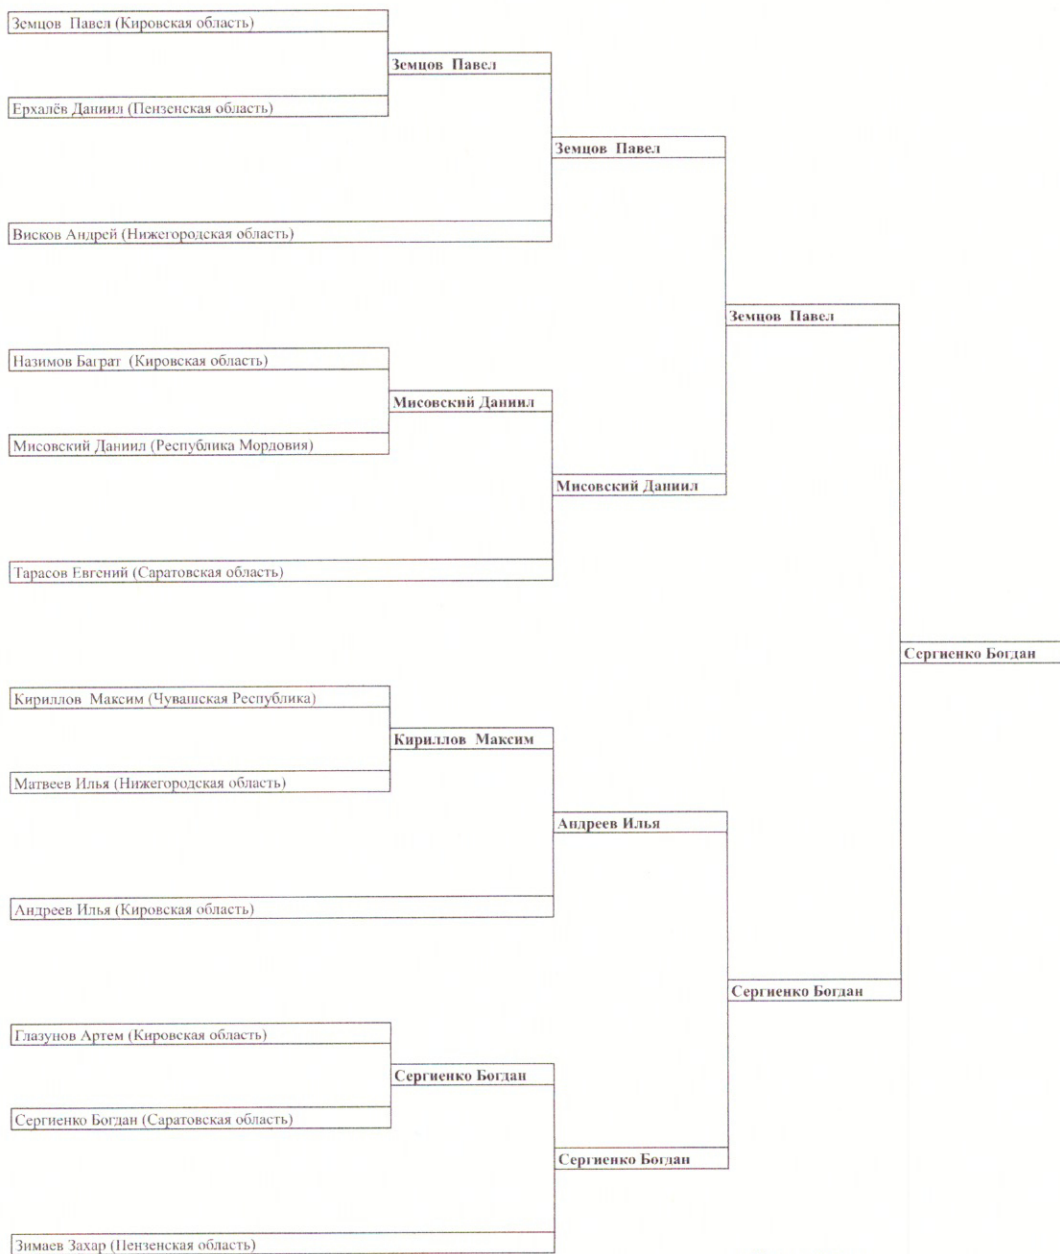 Земцов Павел (Кировская область)
Земцов Павел
Ерхалёв Даниил (Пензенская область)
Земцов Павел
Висков Андрей (Нижегородская область)
Земцов Павел
Назимов Баграт (Кировская область)
Мисовский Даниил
Мисовский Даниил (Республика Мордовия)
Мисовский Даниил
Тарасов Евгений (Саратовская область)
Сергиенко Богдан
Кириллов Максим (Чувашская Республика)
Кириллов Максим
Матвеев Илья (Нижегородская область)
Андреев Илья
Андреев Илья (Кировская область)
Сергиенко Богдан
Глазунов Артем (Кировская область)
Сергиенко Богдан
Сергиенко Богдан (Саратовская область)
Сергиенко Богдан
Зимаев Захар (Пензенская область)